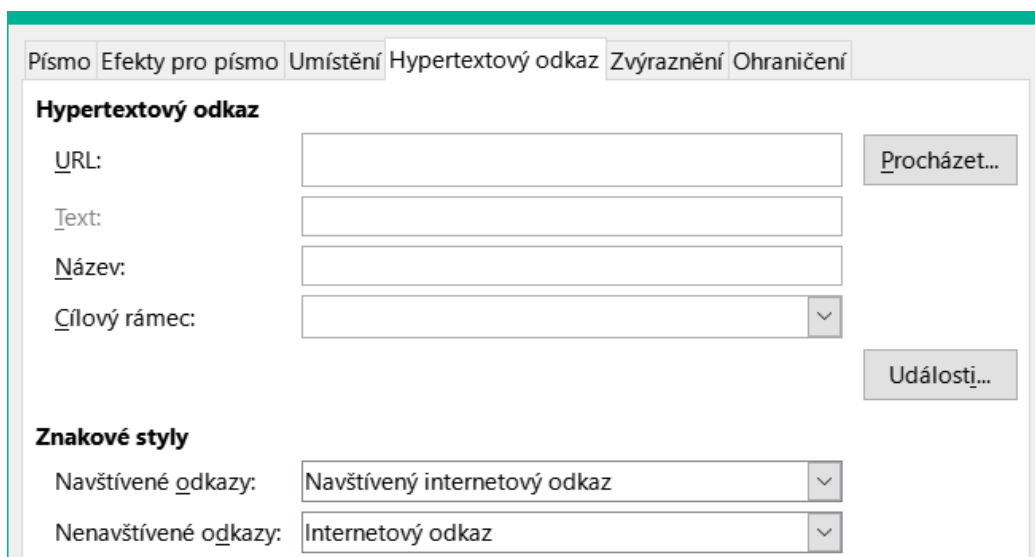 Písmo Efekty pro písmo Umístění Hypertextový odkaz Zvýraznění Ohraničení
Hypertextový odkaz
URL: Procházet...
Text:
Název:
Cílový rámec:
Události...
Znakové styly
Navštívené odkazy: Navštívený internetový odkaz
Nenavštívené odkazy: Internetový odkaz